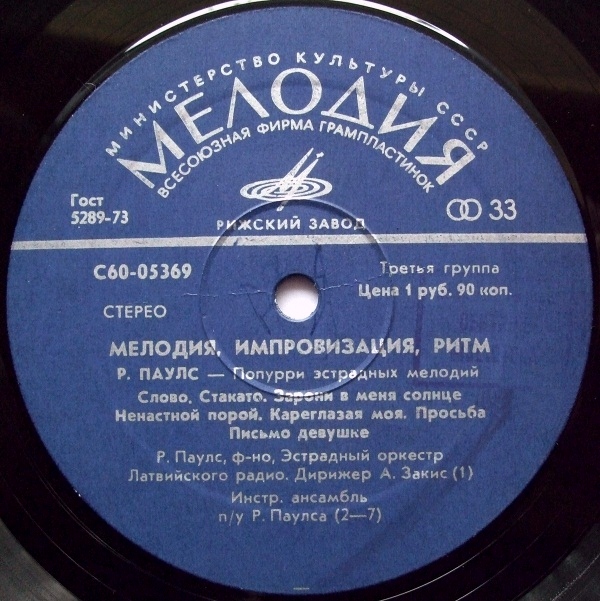 МИНИСТЕРСТВО КУЛЬТУРЫ СССР
МЕЛОДИЯ
ВСЕСОЮЗНАЯ ФИРМА ГРАМПЛАСТИНОК
Гост
5289-73
33
РИЖСКИЙ ЗАВОД
С60-05369
Третья группа
Цена 1 руб. 90 коп.
СТЕРЕО
МЕЛОДИЯ, ИМПРОВИЗАЦИЯ, РИТМ
Р. ПАУЛС — Попурри эстрадных мелодий
Слово. Стакато. Зарони в меня солнце
Ненастной порой. Кареглазая моя. Просьба
Письмо девушке
Р. Паулс, ф-но, Эстрадный оркестр
Латвийского радио. Дирижер А. Закис (1)
Инстр. ансамбль
п/у Р. Паулса (2—7)